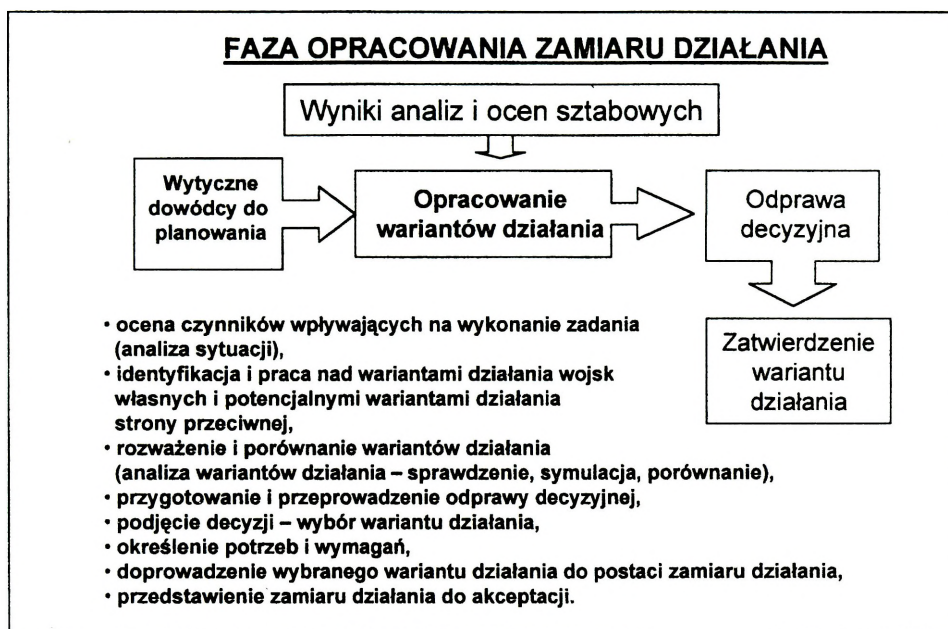 FAZA OPRACOWANIA ZAMIARU DZIAŁANIA
Wyniki analiz i ocen sztabowych
Wytyczne
dowódcy do
planowania
Opracowanie
wariantów działania
Odprawa
decyzyjna
Zatwierdzenie
wariantu
działania
• ocena czynników wpływających na wykonanie zadania
(analiza sytuacji),
• identyfikacja i praca nad wariantami działania wojsk
własnych i potencjalnymi wariantami działania
strony przeciwnej,
• rozważenie i porównanie wariantów działania
(analiza wariantów działania – sprawdzenie, symulacja, porównanie),
• przygotowanie i przeprowadzenie odprawy decyzyjnej,
• podjęcie decyzji – wybór wariantu działania,
• określenie potrzeb i wymagań,
• doprowadzenie wybranego wariantu działania do postaci zamiaru działania,
• przedstawienie zamiaru działania do akceptacji.